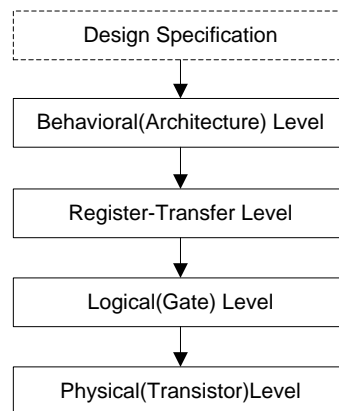 Design Specification
Behavioral(Architecture) Level
Register-Transfer Level
Logical(Gate) Level
Physical(Transistor)Level